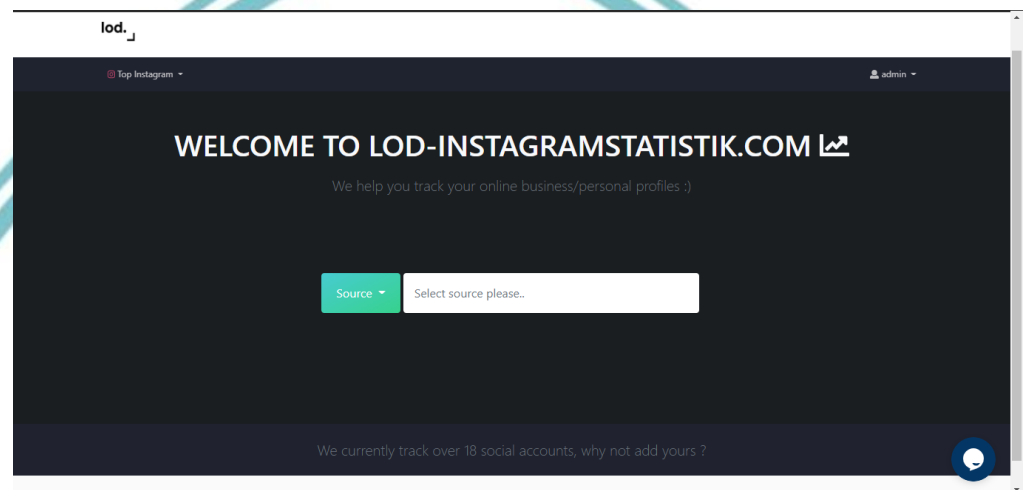 lod.
Top Instagram
admin
WELCOME TO LOD-INSTAGRAMSTATISTIK.COM
We help you track your online business/personal profiles :)
Source
Select source please..
We currently track over 18 social accounts, why not add yours ?